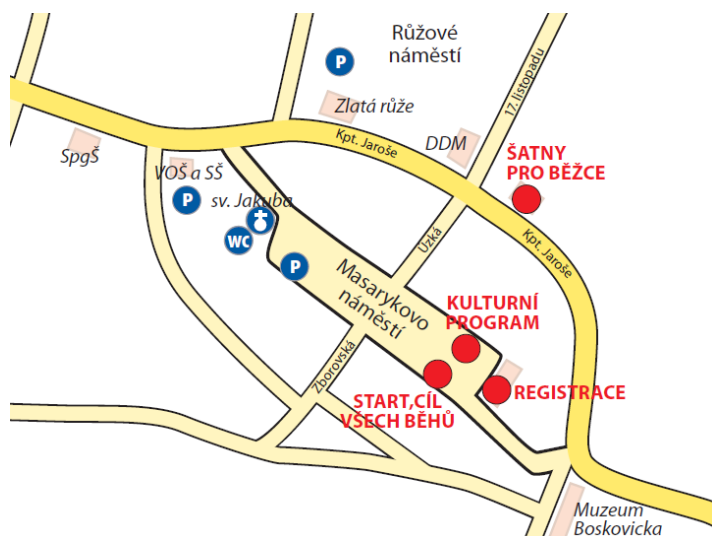 Růžové
náměstí
P
Zlatá růže
17. listopadu
Kpt. Jaroše
DDM
SpgŠ
VOŠ a SŠ
ŠATNY
PRO BĚŽCE
P
sv. Jakuba
WC
P
Úzká
Kpt. Jaroše
Masarykovo
náměstí
KULTURNÍ
PROGRAM
Zborovská
START,CÍL
VŠECH BĚHŮ
REGISTRACE
Muzeum
Boskovicka